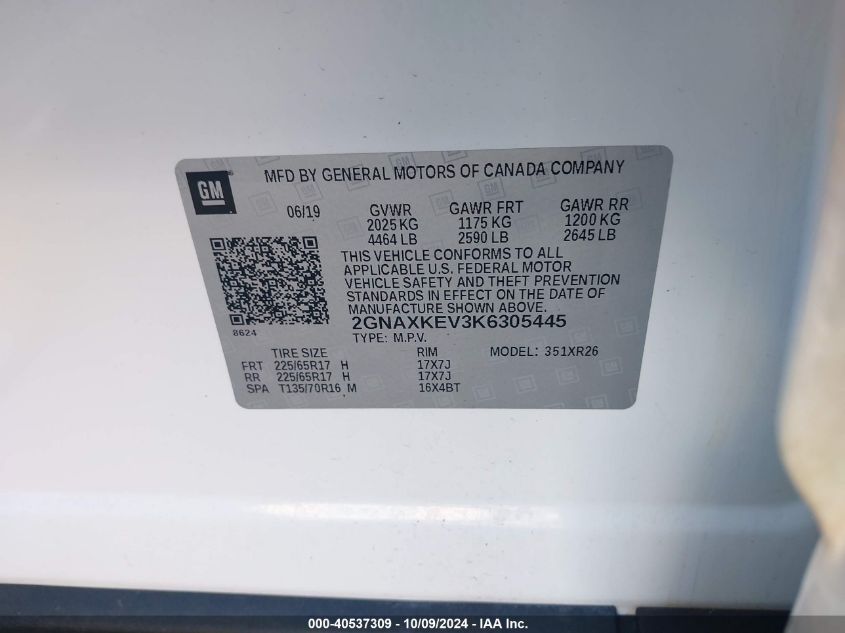 GM
MFD BY GENERAL MOTORS OF CANADA COMPANY
06/19 GVWR GAWR FRT GAWR RR
2025 KG 1175 KG 1200 KG
4464 LB 2590 LB 2645 LB
THIS VEHICLE CONFORMS TO ALL
APPLICABLE U.S. FEDERAL MOTOR
VEHICLE SAFETY AND THEFT PREVENTION
STANDARDS IN EFFECT ON THE DATE OF
MANUFACTURE SHOWN ABOVE.
8624
2GNAXKEV3K6305445
TYPE: M.P.V.
TIRE SIZE RIM MODEL: 351XR26
FRT 225/65R17 H 17X7J
RR 225/65R17 H 17X7J
SPA T135/70R16 M 16X4BT
000-40537309 - 10/09/2024 - IAA Inc.